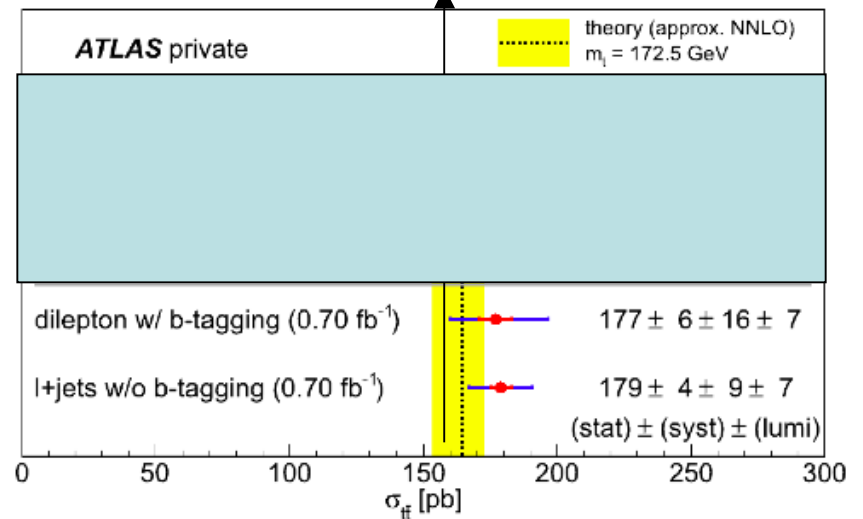 ATLAS private
theory (approx. NNLO)
mₜ = 172.5 GeV
dilepton w/ b-tagging (0.70 fb⁻¹) 177 ± 6 ± 16 ± 7
l+jets w/o b-tagging (0.70 fb⁻¹) 179 ± 4 ± 9 ± 7
(stat) ± (syst) ± (lumi)
0 50 100 150 200 250 300
σ_tt̄ [pb]